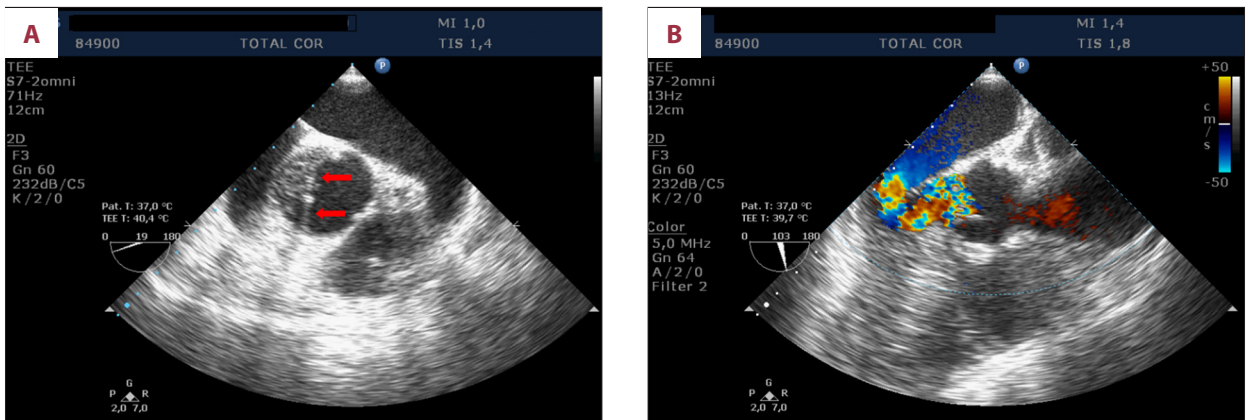 A
MI 1,0
84900 TOTAL COR TIS 1,4
TEE
S7-2omni
71Hz
12cm
2D
F3
Gn 60
232dB/C5
K/2/0
Pat. T: 37,0 °C
TEE T: 40,4 °C
0 19 180
P
G
P R
2,0 7,0
B
MI 1,4
84900 TOTAL COR TIS 1,8
TEE
S7-2omni
13Hz
12cm
2D
F3
Gn 60
232dB/C5
K/2/0
Pat. T: 37,0 °C
TEE T: 39,7 °C
0 103 180
Color
5,0 MHz
Gn 64
A/2/0
Filter 2
P
+50
cm/s
-50
G
P R
2,0 7,0